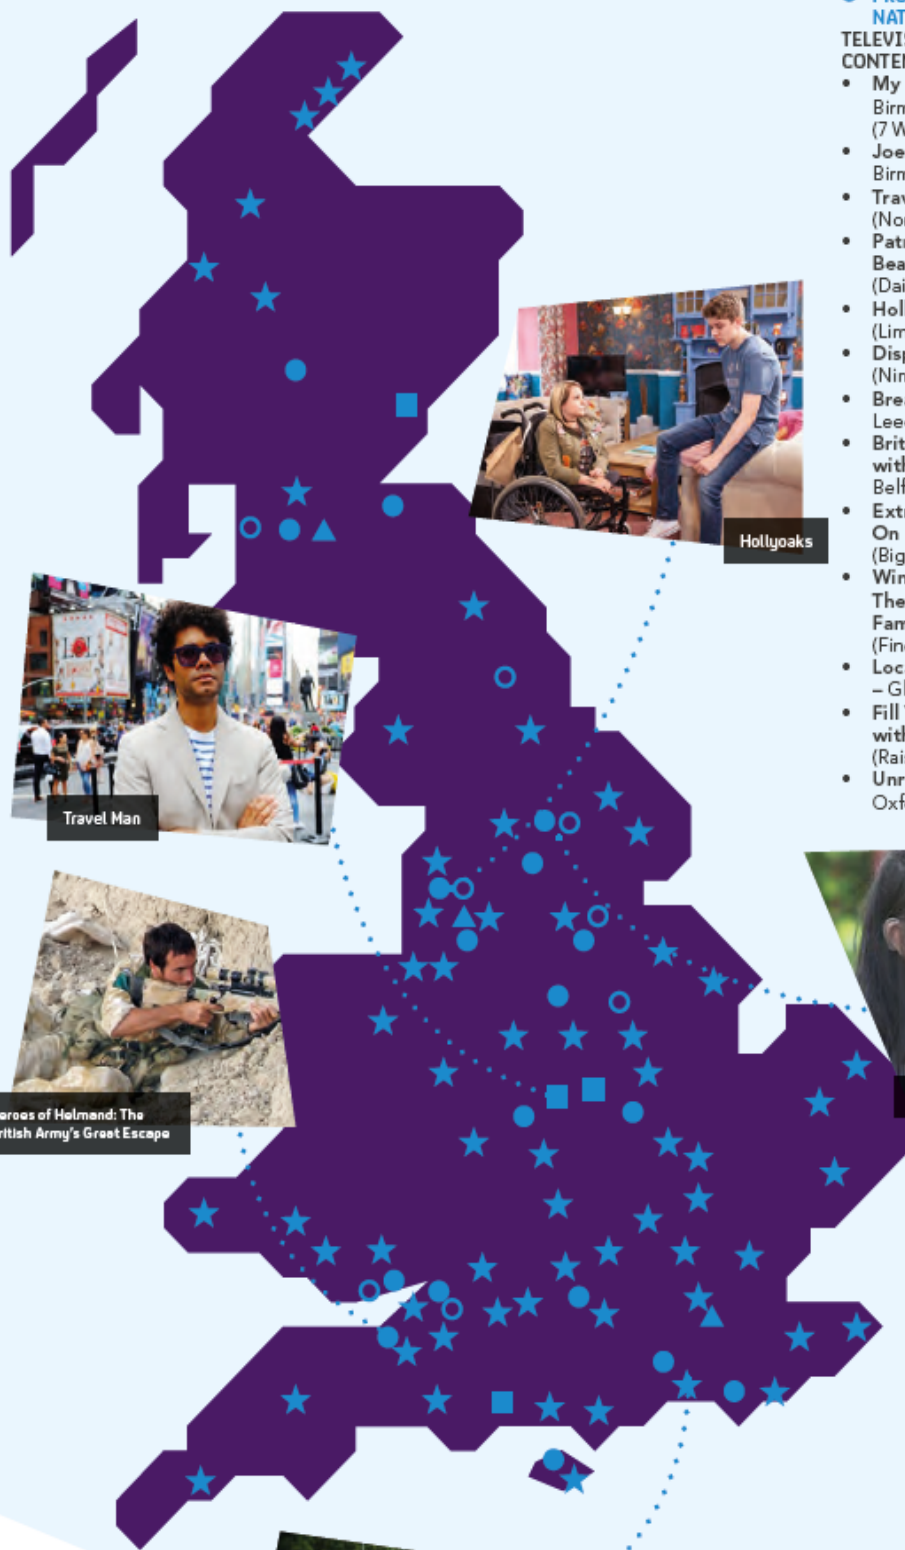 NAT
TELEVIS
CONTEN
• My
Birm
(7 W
• Joe
Birm
• Trav
(Nor
• Patr
Bea
(Dai
• Holl
(Lim
• Disp
(Nin
• Brea
Leed
• Brit
with
Belf
• Extr
On
(Big
• Win
The
Fam
(Fin
• Loc
– Gl
• Fill
with
(Rai
• Unr
Oxf
Hollyoaks
Travel Man
eroes of Helmand: The
ritish Army's Great Escape